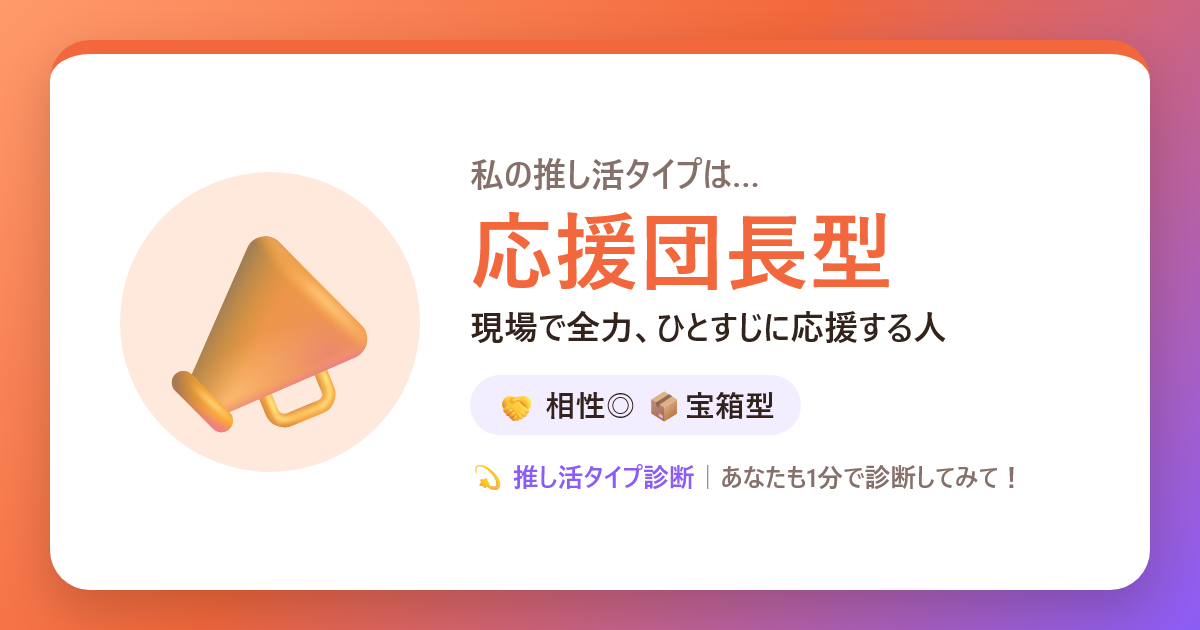 私の推し活タイプは…
応援団長型
現場で全力、ひとすじに応援する人
🤝 相性◎ 📦宝箱型
💫 推し活タイプ診断｜あなたも1分で診断してみて！